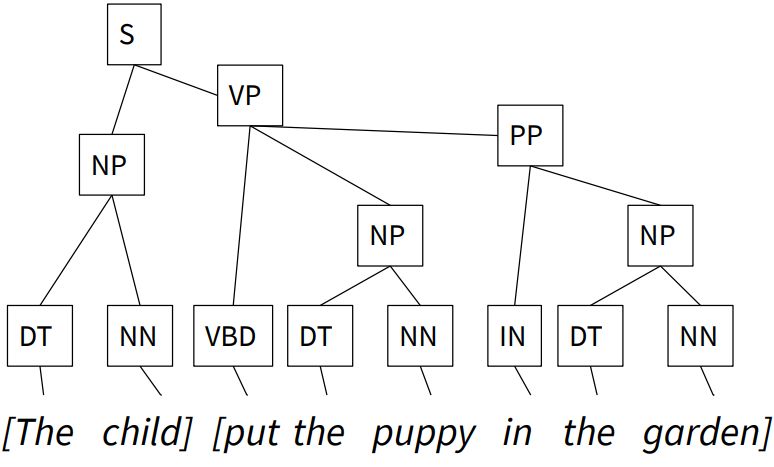 S
VP
PP
NP
NP
NP
DT NN VBD DT NN IN DT NN
[The child] [put the puppy in the garden]